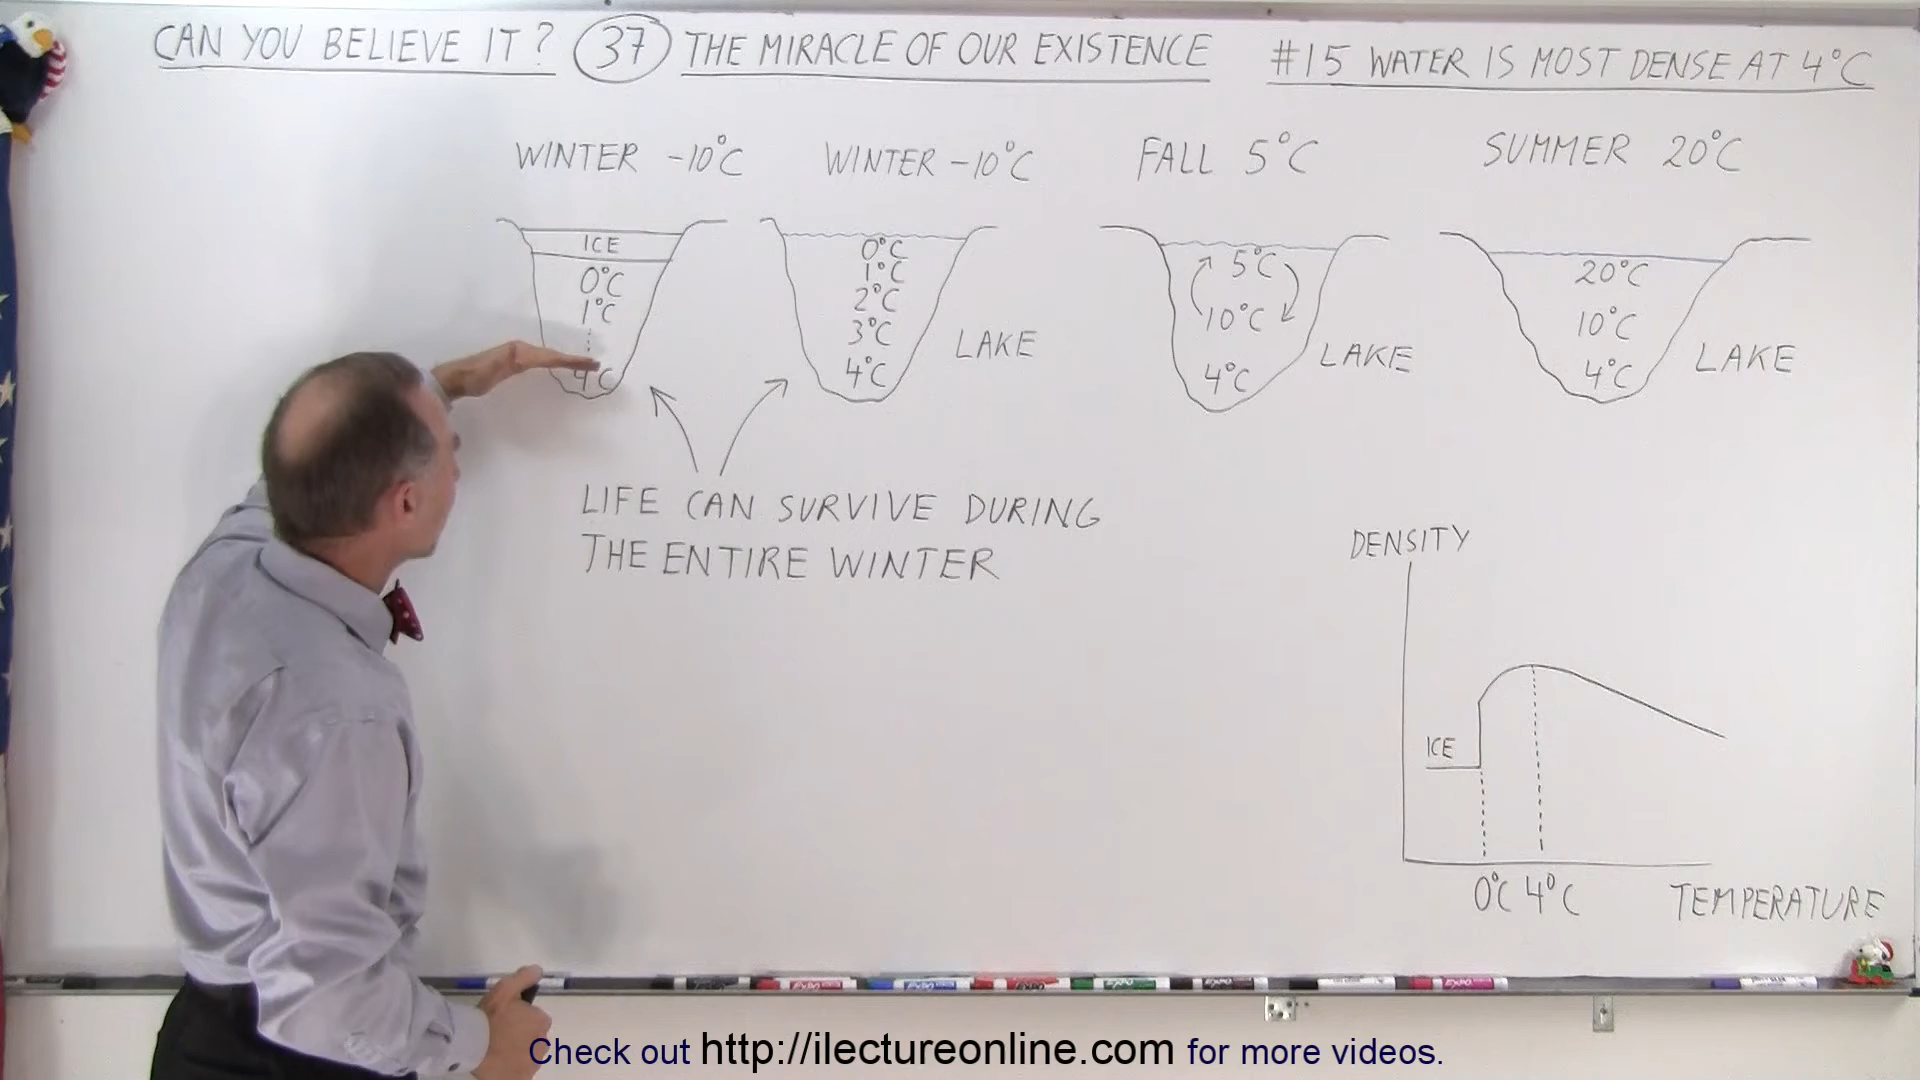 CAN YOU BELIEVE IT? 37 THE MIRACLE OF OUR EXISTENCE #15 WATER IS MOST DENSE AT 4°C
WINTER -10°C
ICE
0°C
1°C
4°C
WINTER -10°C
0°C
1°C
2°C
3°C
4°C
LAKE
FALL 5°C
5°C
10°C
4°C
LAKE
SUMMER 20°C
20°C
10°C
4°C
LAKE
LIFE CAN SURVIVE DURING
THE ENTIRE WINTER
DENSITY
ICE
0°C 4°C
TEMPERATURE
Check out http://ilectureonline.com for more videos.